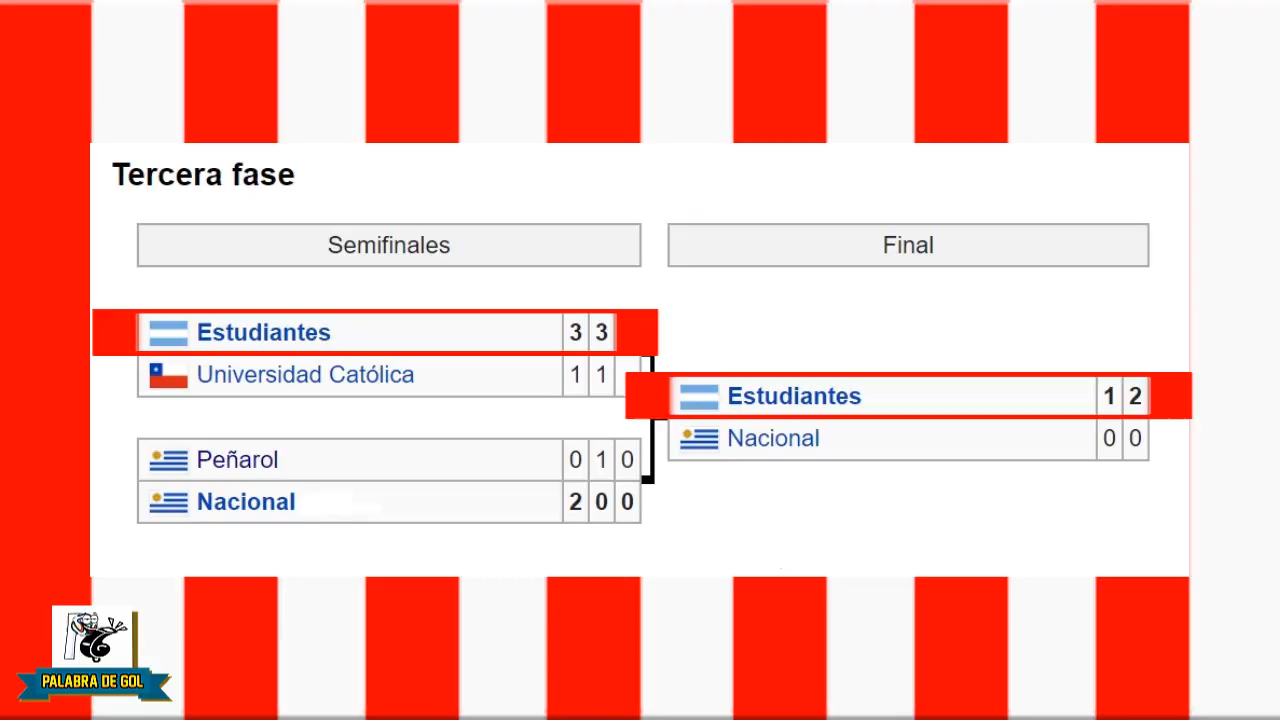 Tercera fase
Semifinales
Final
Estudiantes 3 3
Universidad Católica 1 1
Peñarol 0 1 0
Nacional 2 0 0
Estudiantes 1 2
Nacional 0 0
PALABRA DE GOL